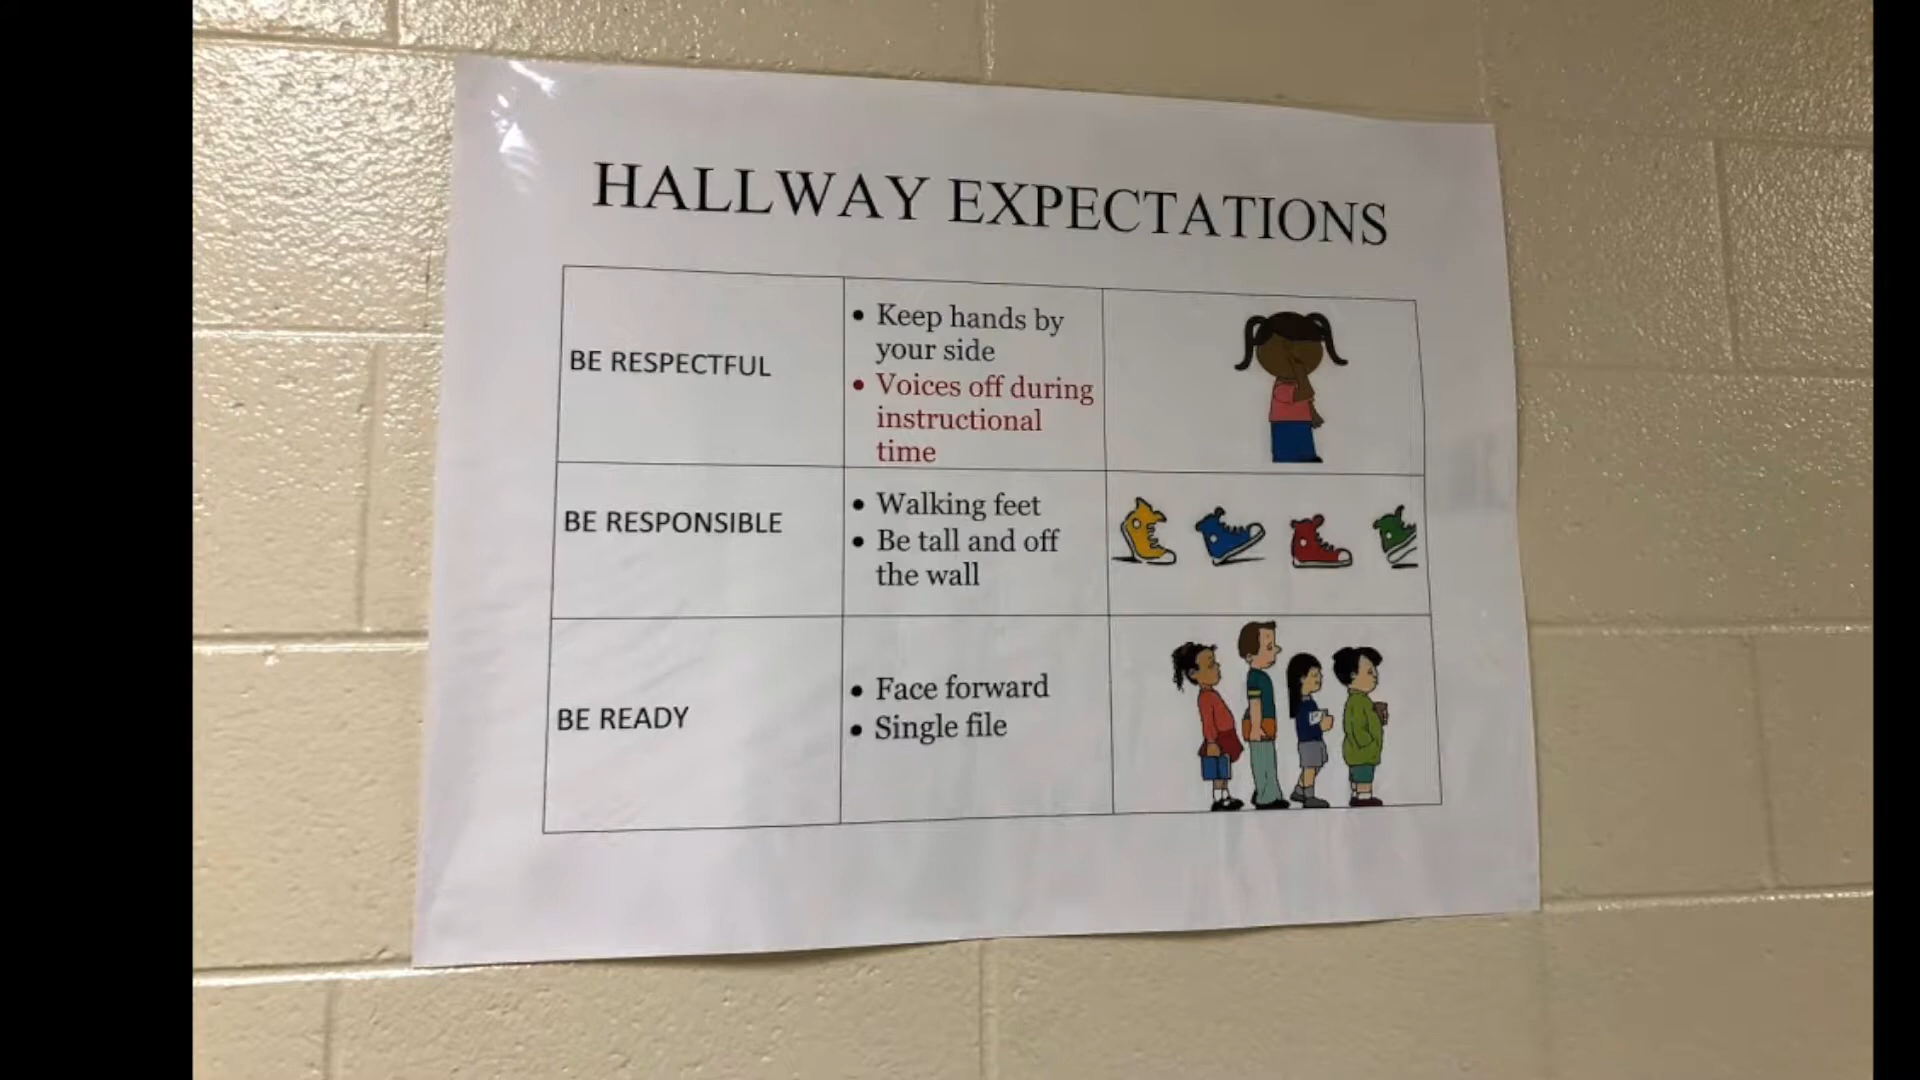 HALLWAY EXPECTATIONS
BE RESPECTFUL
• Keep hands by
your side
• Voices off during
instructional
time
BE RESPONSIBLE
• Walking feet
• Be tall and off
the wall
BE READY
• Face forward
• Single file